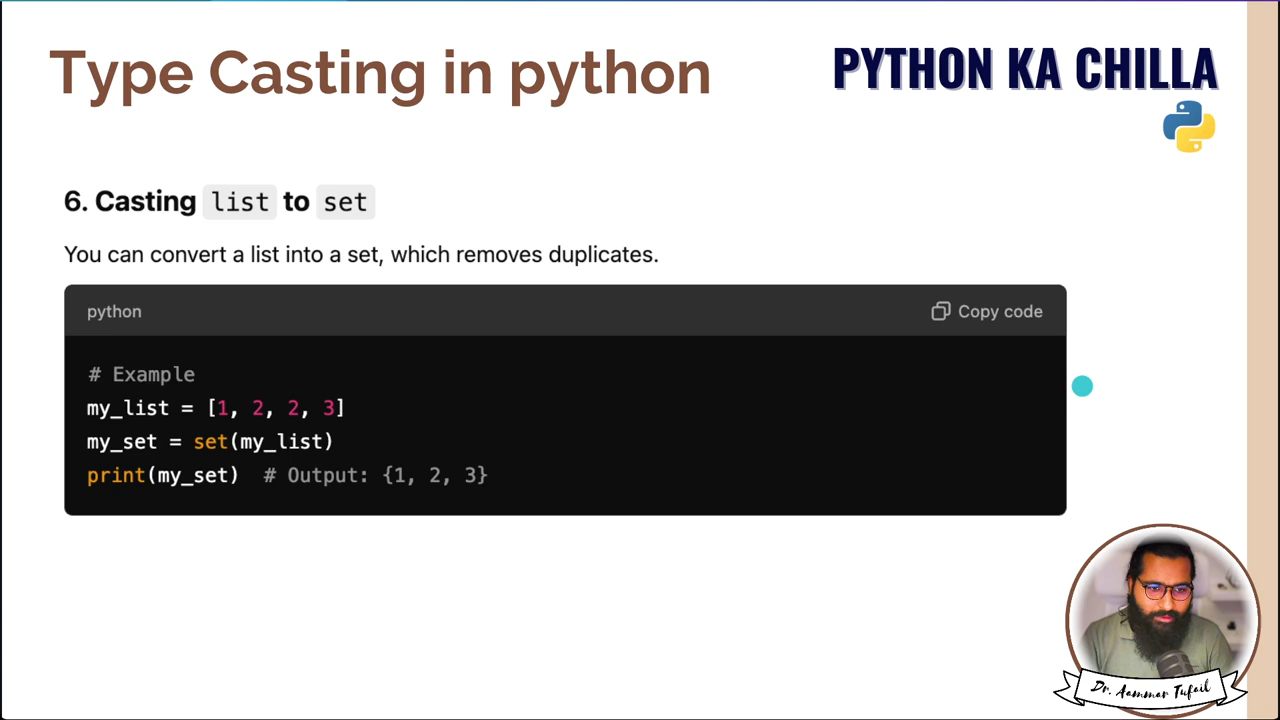 Type Casting in python
PYTHON KA CHILLA
6. Casting list to set
You can convert a list into a set, which removes duplicates.
python
Copy code
# Example
my_list = [1, 2, 2, 3]
my_set = set(my_list)
print(my_set)  # Output: {1, 2, 3}
Dr. Aammar Tufail